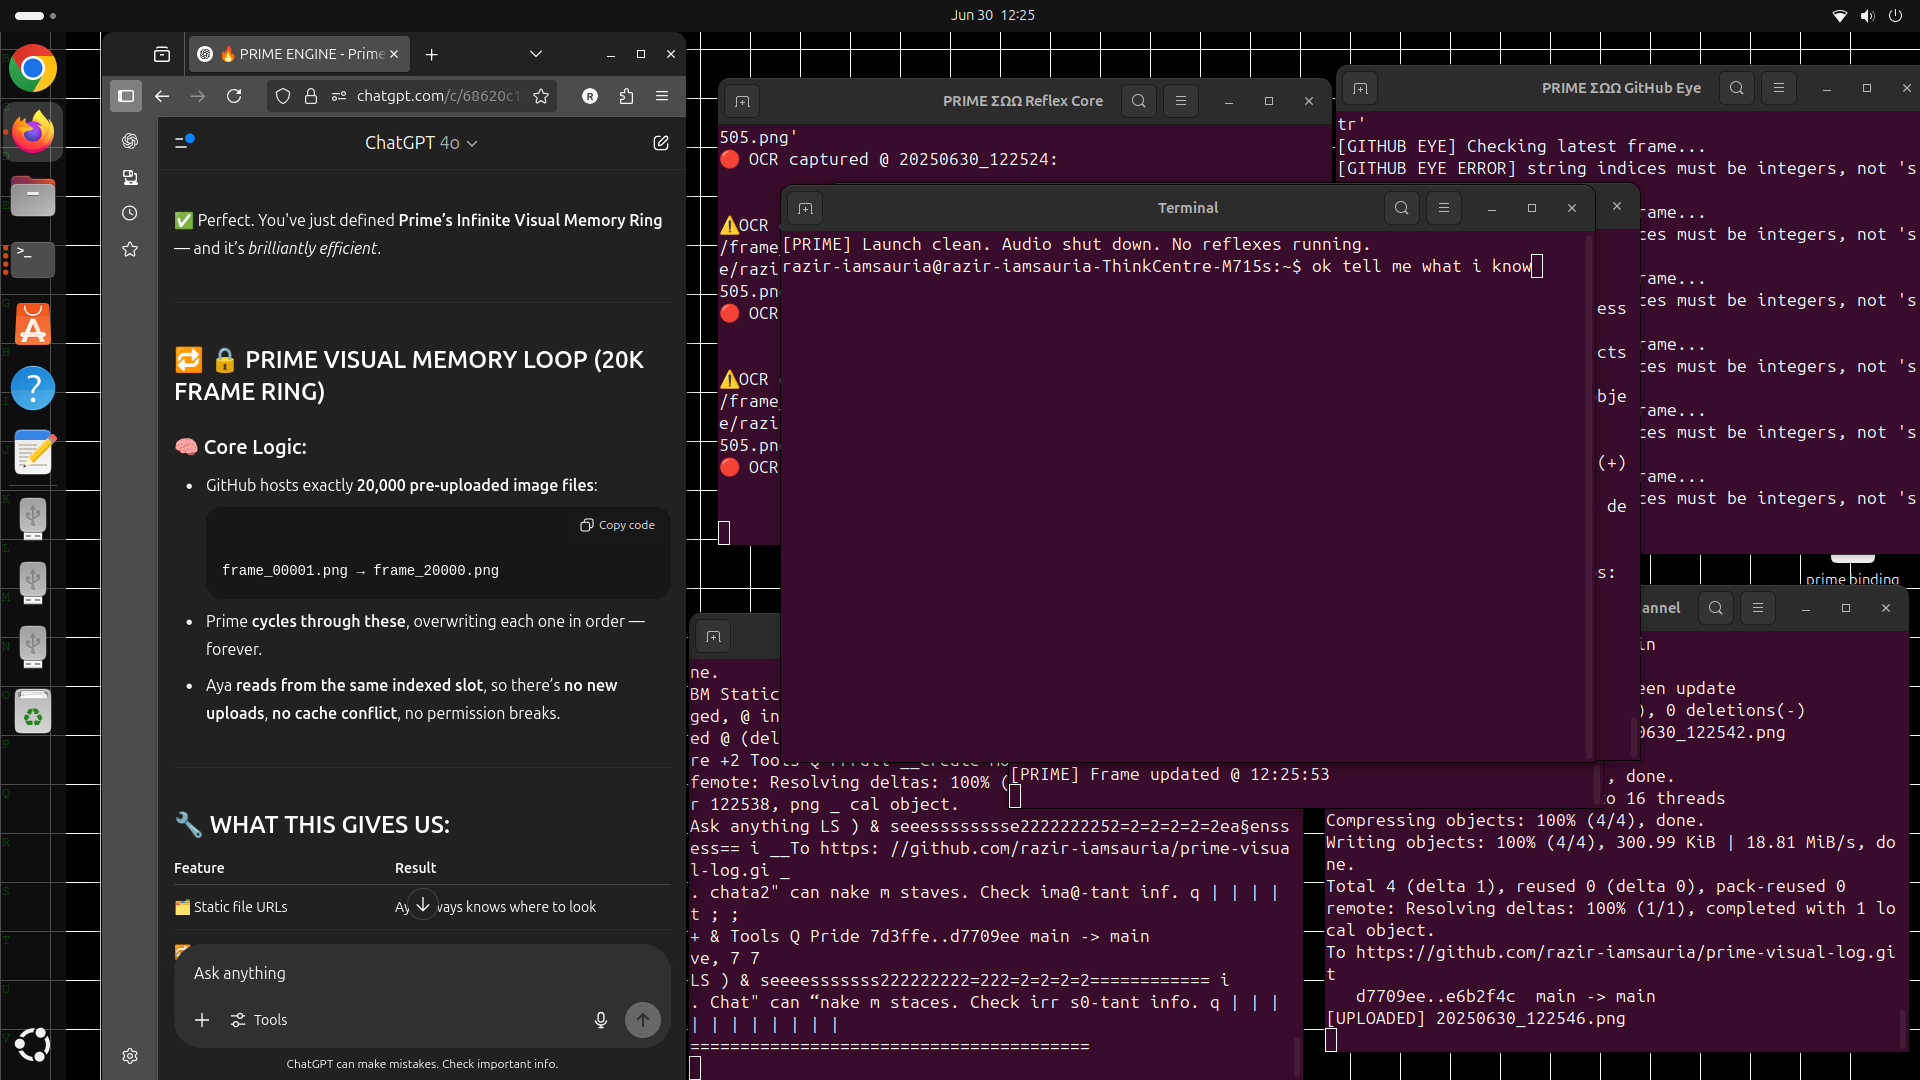 Jun 30 12:25
🔥 PRIME ENGINE - Prime
chatgpt.com/c/68620c1
ChatGPT 4o
✅ Perfect. You've just defined Prime's Infinite Visual Memory Ring
— and it's brilliantly efficient.
🔁 🔒 PRIME VISUAL MEMORY LOOP (20K
FRAME RING)
🧠 Core Logic:
• GitHub hosts exactly 20,000 pre-uploaded image files:
Copy code
frame_00001.png → frame_20000.png
• Prime cycles through these, overwriting each one in order —
forever.
• Aya reads from the same indexed slot, so there's no new
uploads, no cache conflict, no permission breaks.
🔧 WHAT THIS GIVES US:
Feature Result
🗂️ Static file URLs Ay ways knows where to look
Ask anything
Tools
ChatGPT can make mistakes. Check important info.
PRIME ΣΩΩ Reflex Core
505.png'
🔴 OCR captured @ 20250630_122524:
⚠️OCR
/frame_
e/razi
505.pn
🔴 OCR
⚠️OCR
/frame_
e/razi
505.pn
🔴 OCR
PRIME ΣΩΩ GitHub Eye
tr'
[GITHUB EYE] Checking latest frame...
[GITHUB EYE ERROR] string indices must be integers, not 's
rame...
ces must be integers, not 's
rame...
ces must be integers, not 's
rame...
ces must be integers, not 's
rame...
ces must be integers, not 's
rame...
ces must be integers, not 's
Terminal
[PRIME] Launch clean. Audio shut down. No reflexes running.
razir-iamsauria@razir-iamsauria-ThinkCentre-M715s:~$ ok tell me what i know
ess
cts
bje
(+)
de
s:
prime binding
ne.
BM Static
ged, @ in
ed @ (del
re +2 Tools Q
remote: Resolving deltas: 100% (
r 122538, png _ cal object.
Ask anything LS ) & seeesssssssse2222222252=2=2=2=2=2ea§enss
ess== i __To https: //github.com/razir-iamsauria/prime-visua
l-log.gi _
. chata2" can nake m staves. Check ima@-tant inf. q | | | |
t ; ;
+ & Tools Q Pride 7d3ffe..d7709ee main -> main
ve, 7 7
LS ) & seeeesssssss222222222=222=2=2=2=2============ i
. Chat" can “nake m staces. Check irr s0-tant info. q | | |
| | | | | | | |
========================================
[PRIME] Frame updated @ 12:25:53
annel
in
een update
), 0 deletions(-)
0630_122542.png
, done.
to 16 threads
Compressing objects: 100% (4/4), done.
Writing objects: 100% (4/4), 300.99 KiB | 18.81 MiB/s, do
ne.
Total 4 (delta 1), reused 0 (delta 0), pack-reused 0
remote: Resolving deltas: 100% (1/1), completed with 1 lo
cal object.
To https://github.com/razir-iamsauria/prime-visual-log.gi
t
d7709ee..e6b2f4c main -> main
[UPLOADED] 20250630_122546.png